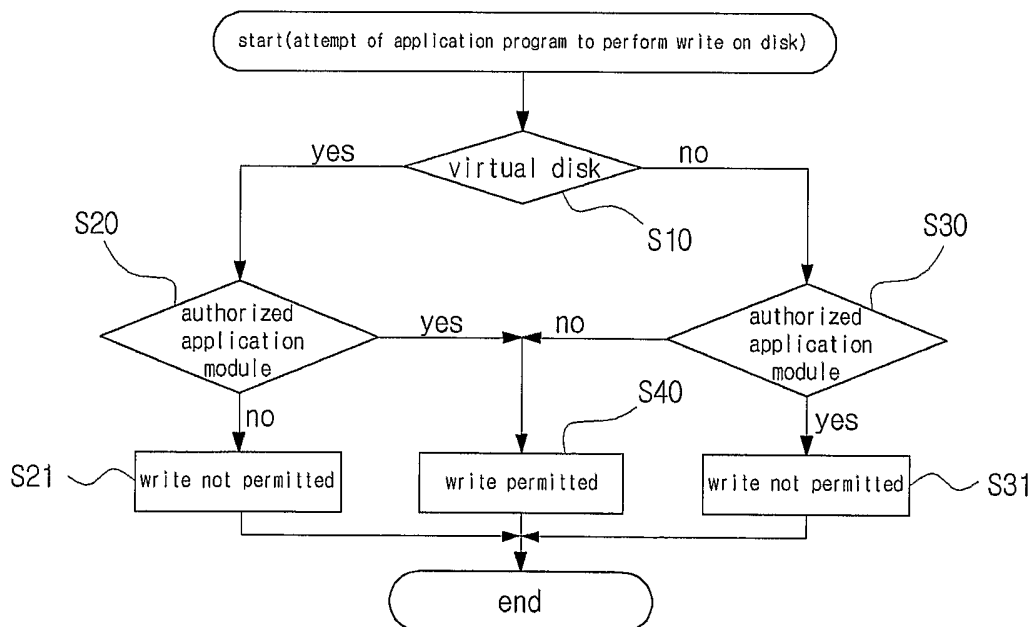 start(attempt of application program to perform write on disk)
yes
virtual disk
no
S10
S20
S30
authorized
application
module
yes
no
authorized
application
module
no
S40
yes
S21
write not permitted
write permitted
write not permitted
S31
end